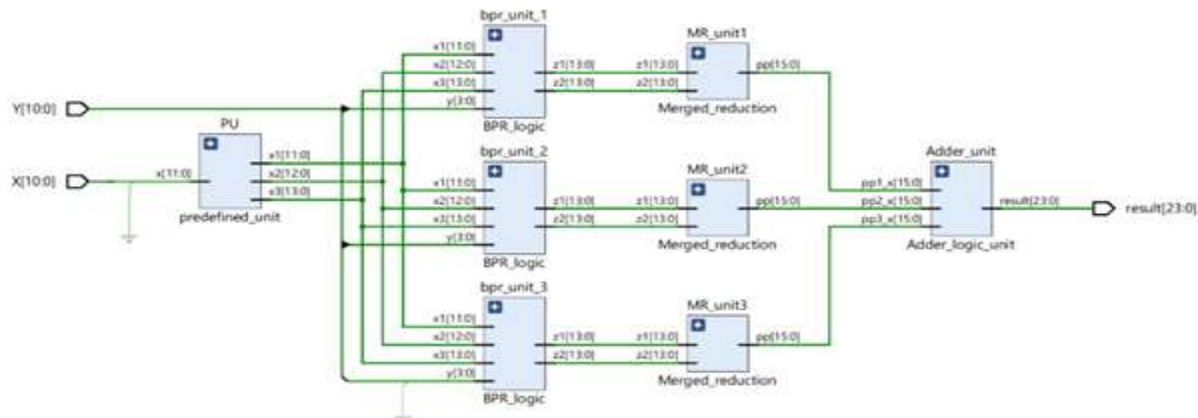 Y[10:0]
X[10:0]
PU
x[11:0]
x1[11:0]
x2[12:0]
x3[13:0]
predefined_unit
bpr_unit_1
x1[11:0]
x2[12:0]
x3[13:0]
y[3:0]
z1[13:0]
z2[13:0]
BPR_logic
MR_unit1
z1[13:0]
z2[13:0]
pp[15:0]
Merged_reduction
bpr_unit_2
x1[11:0]
x2[12:0]
x3[13:0]
y[3:0]
z1[13:0]
z2[13:0]
BPR_logic
MR_unit2
z1[13:0]
z2[13:0]
pp[15:0]
Merged_reduction
bpr_unit_3
x1[11:0]
x2[12:0]
x3[13:0]
y[3:0]
z1[13:0]
z2[13:0]
BPR_logic
MR_unit3
z1[13:0]
z2[13:0]
pp[15:0]
Merged_reduction
Adder_unit
pp1_x[15:0]
pp2_x[15:0]
pp3_x[15:0]
result[23:0]
Adder_logic_unit
result[23:0]